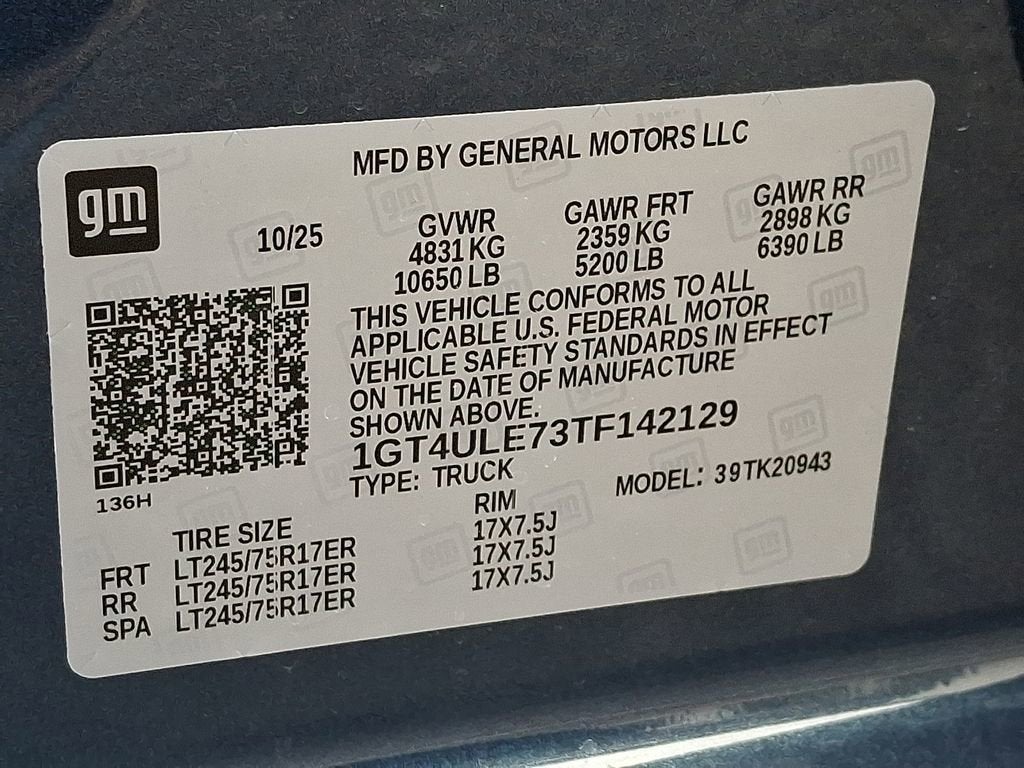 MFD BY GENERAL MOTORS LLC
gm
10/25
GVWR GAWR FRT GAWR RR
4831 KG 2359 KG 2898 KG
10650 LB 5200 LB 6390 LB
THIS VEHICLE CONFORMS TO ALL
APPLICABLE U.S. FEDERAL MOTOR
VEHICLE SAFETY STANDARDS IN EFFECT
ON THE DATE OF MANUFACTURE
SHOWN ABOVE.
1GT4ULE73TF142129
TYPE: TRUCK MODEL: 39TK20943
136H
TIRE SIZE RIM
FRT LT245/75R17ER 17X7.5J
RR LT245/75R17ER 17X7.5J
SPA LT245/75R17ER 17X7.5J